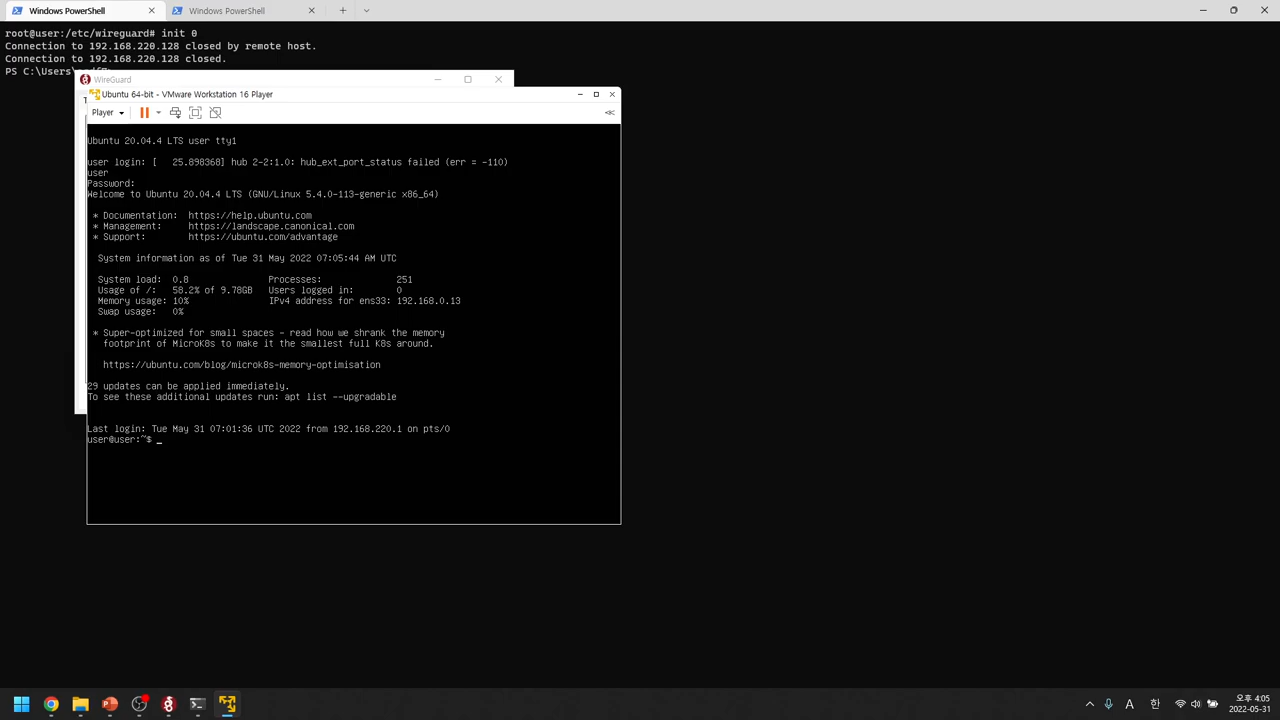 Windows PowerShell
Windows PowerShell
root@user:/etc/wireguard# init 0
Connection to 192.168.220.128 closed by remote host.
Connection to 192.168.220.128 closed.
PS C:\Users\
WireGuard
Ubuntu 64-bit - VMware Workstation 16 Player
Player
Ubuntu 20.04.4 LTS user tty1
user login: [   25.898368] hub 2-2:1.0: hub_ext_port_status failed (err = -110)
user
Password:
Welcome to Ubuntu 20.04.4 LTS (GNU/Linux 5.4.0-113-generic x86_64)
* Documentation:  https://help.ubuntu.com
* Management:     https://landscape.canonical.com
* Support:        https://ubuntu.com/advantage
System information as of Tue 31 May 2022 07:05:44 AM UTC
System load:  0.8               Processes:              251
Usage of /:   58.2% of 9.78GB   Users logged in:        0
Memory usage: 10%               IPv4 address for ens33: 192.168.0.13
Swap usage:   0%
* Super-optimized for small spaces - read how we shrank the memory
footprint of MicroK8s to make it the smallest full K8s around.
https://ubuntu.com/blog/microk8s-memory-optimisation
29 updates can be applied immediately.
To see these additional updates run: apt list --upgradable
Last login: Tue May 31 07:01:36 UTC 2022 from 192.168.220.1 on pts/0
user@user:~$ _
A 한
오후 4:05
2022-05-31